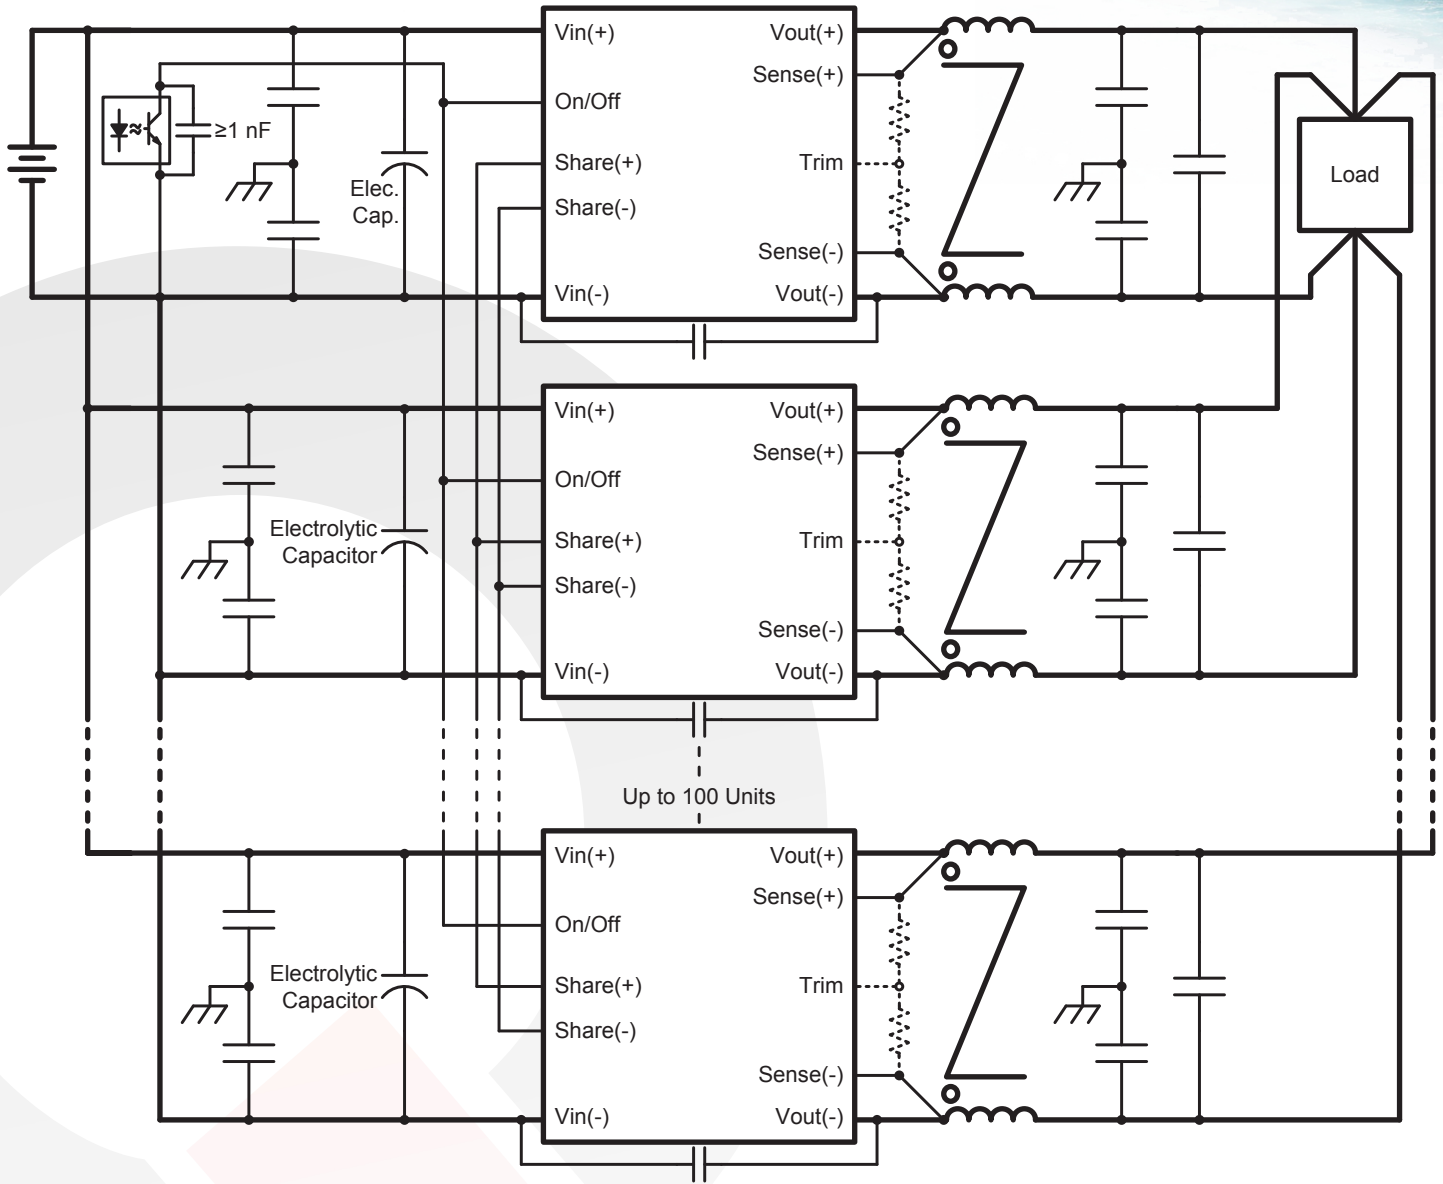 Vin(+)
Vout(+)
Sense(+)
On/Off
≥1 nF
Share(+)
Trim
Load
Elec.
Cap.
Share(-)
Sense(-)
Vin(-)
Vout(-)
Vin(+)
Vout(+)
Sense(+)
On/Off
Electrolytic
Capacitor
Share(+)
Trim
Share(-)
Sense(-)
Vin(-)
Vout(-)
Up to 100 Units
Vin(+)
Vout(+)
Sense(+)
On/Off
Electrolytic
Capacitor
Share(+)
Trim
Share(-)
Sense(-)
Vin(-)
Vout(-)